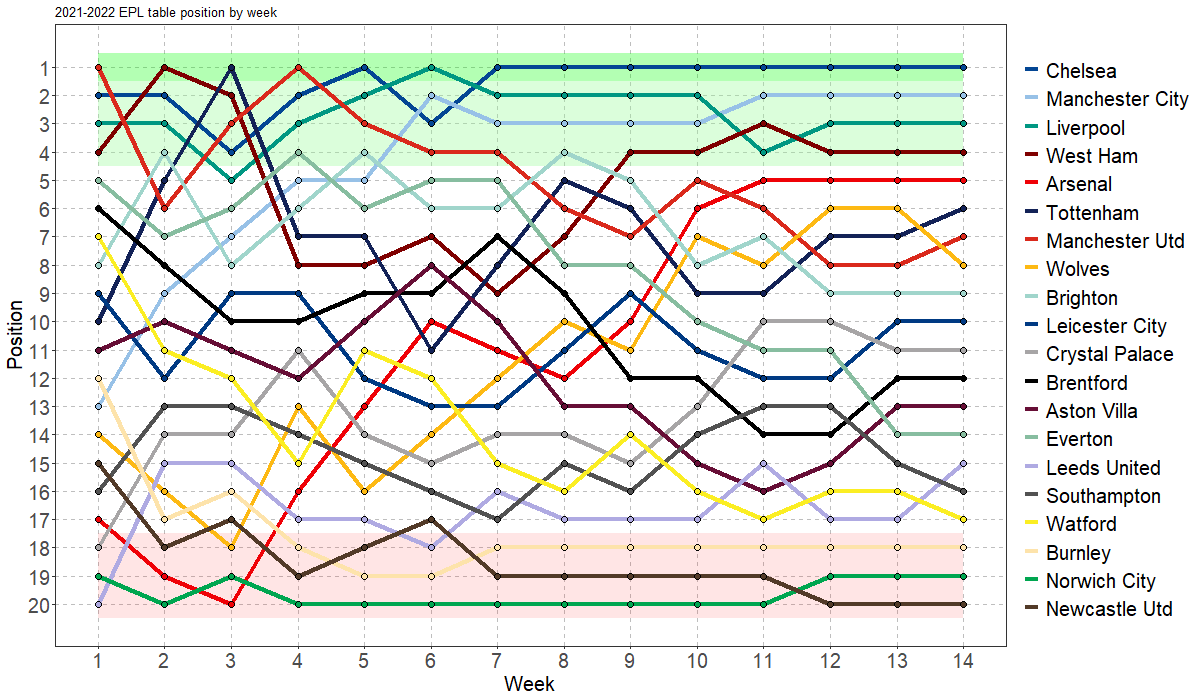 2021-2022 EPL table position by week
Position
1
2
3
4
5
6
7
8
9
10
11
12
13
14
15
16
17
18
19
20
1 2 3 4 5 6 7 8 9 10 11 12 13 14
Week
Chelsea
Manchester City
Liverpool
West Ham
Arsenal
Tottenham
Manchester Utd
Wolves
Brighton
Leicester City
Crystal Palace
Brentford
Aston Villa
Everton
Leeds United
Southampton
Watford
Burnley
Norwich City
Newcastle Utd